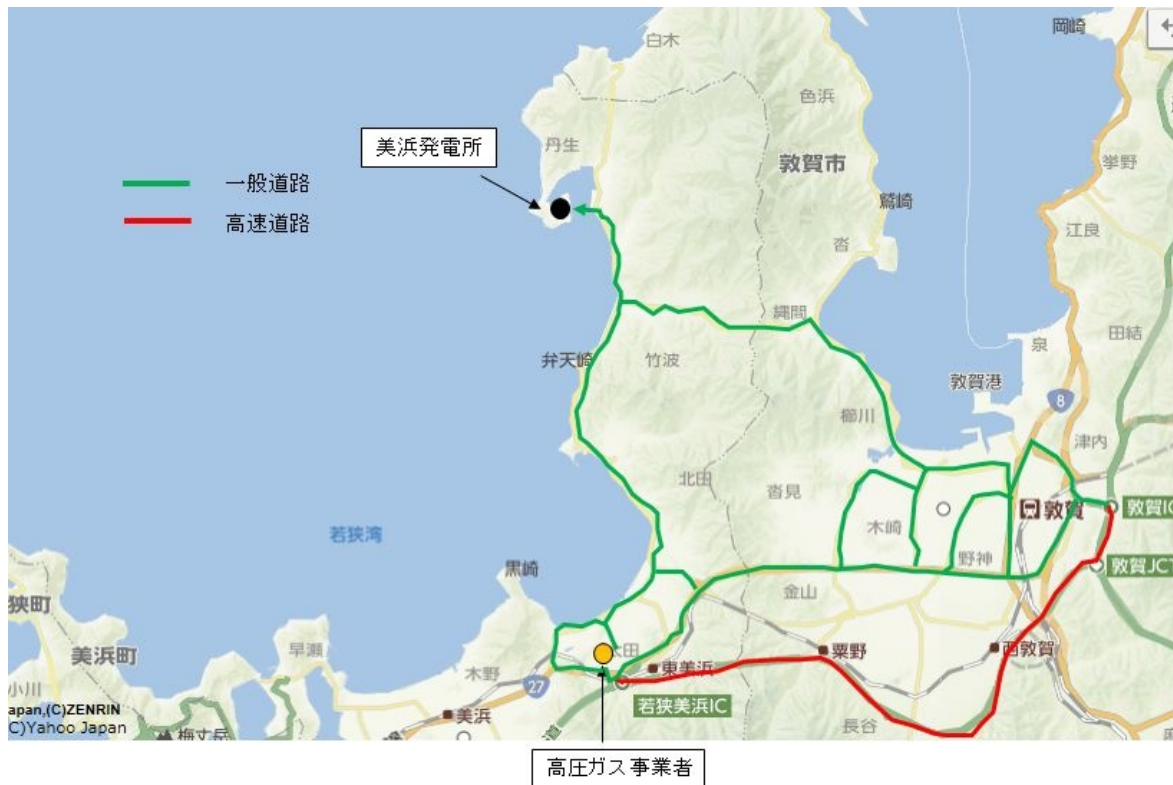 岡崎
白木
色浜
美浜発電所
丹生
敦賀市
挙野
一般道路
鷲崎
高速道路
江良
沓
縄間
田結
泉
弁天崎
竹波
敦賀港
8
櫛川
津内
北田
沓見
敦賀
敦賀IC
木崎
若狭湾
野神
黒崎
敦賀JCT
金山
狭町
早瀬
太田
粟野
西敦賀
美浜町
木野
東美浜
小川
27
若狭美浜IC
apan,(C)ZENRIN
美浜
長谷
C)Yahoo Japan
梅丈岳
高圧ガス事業者